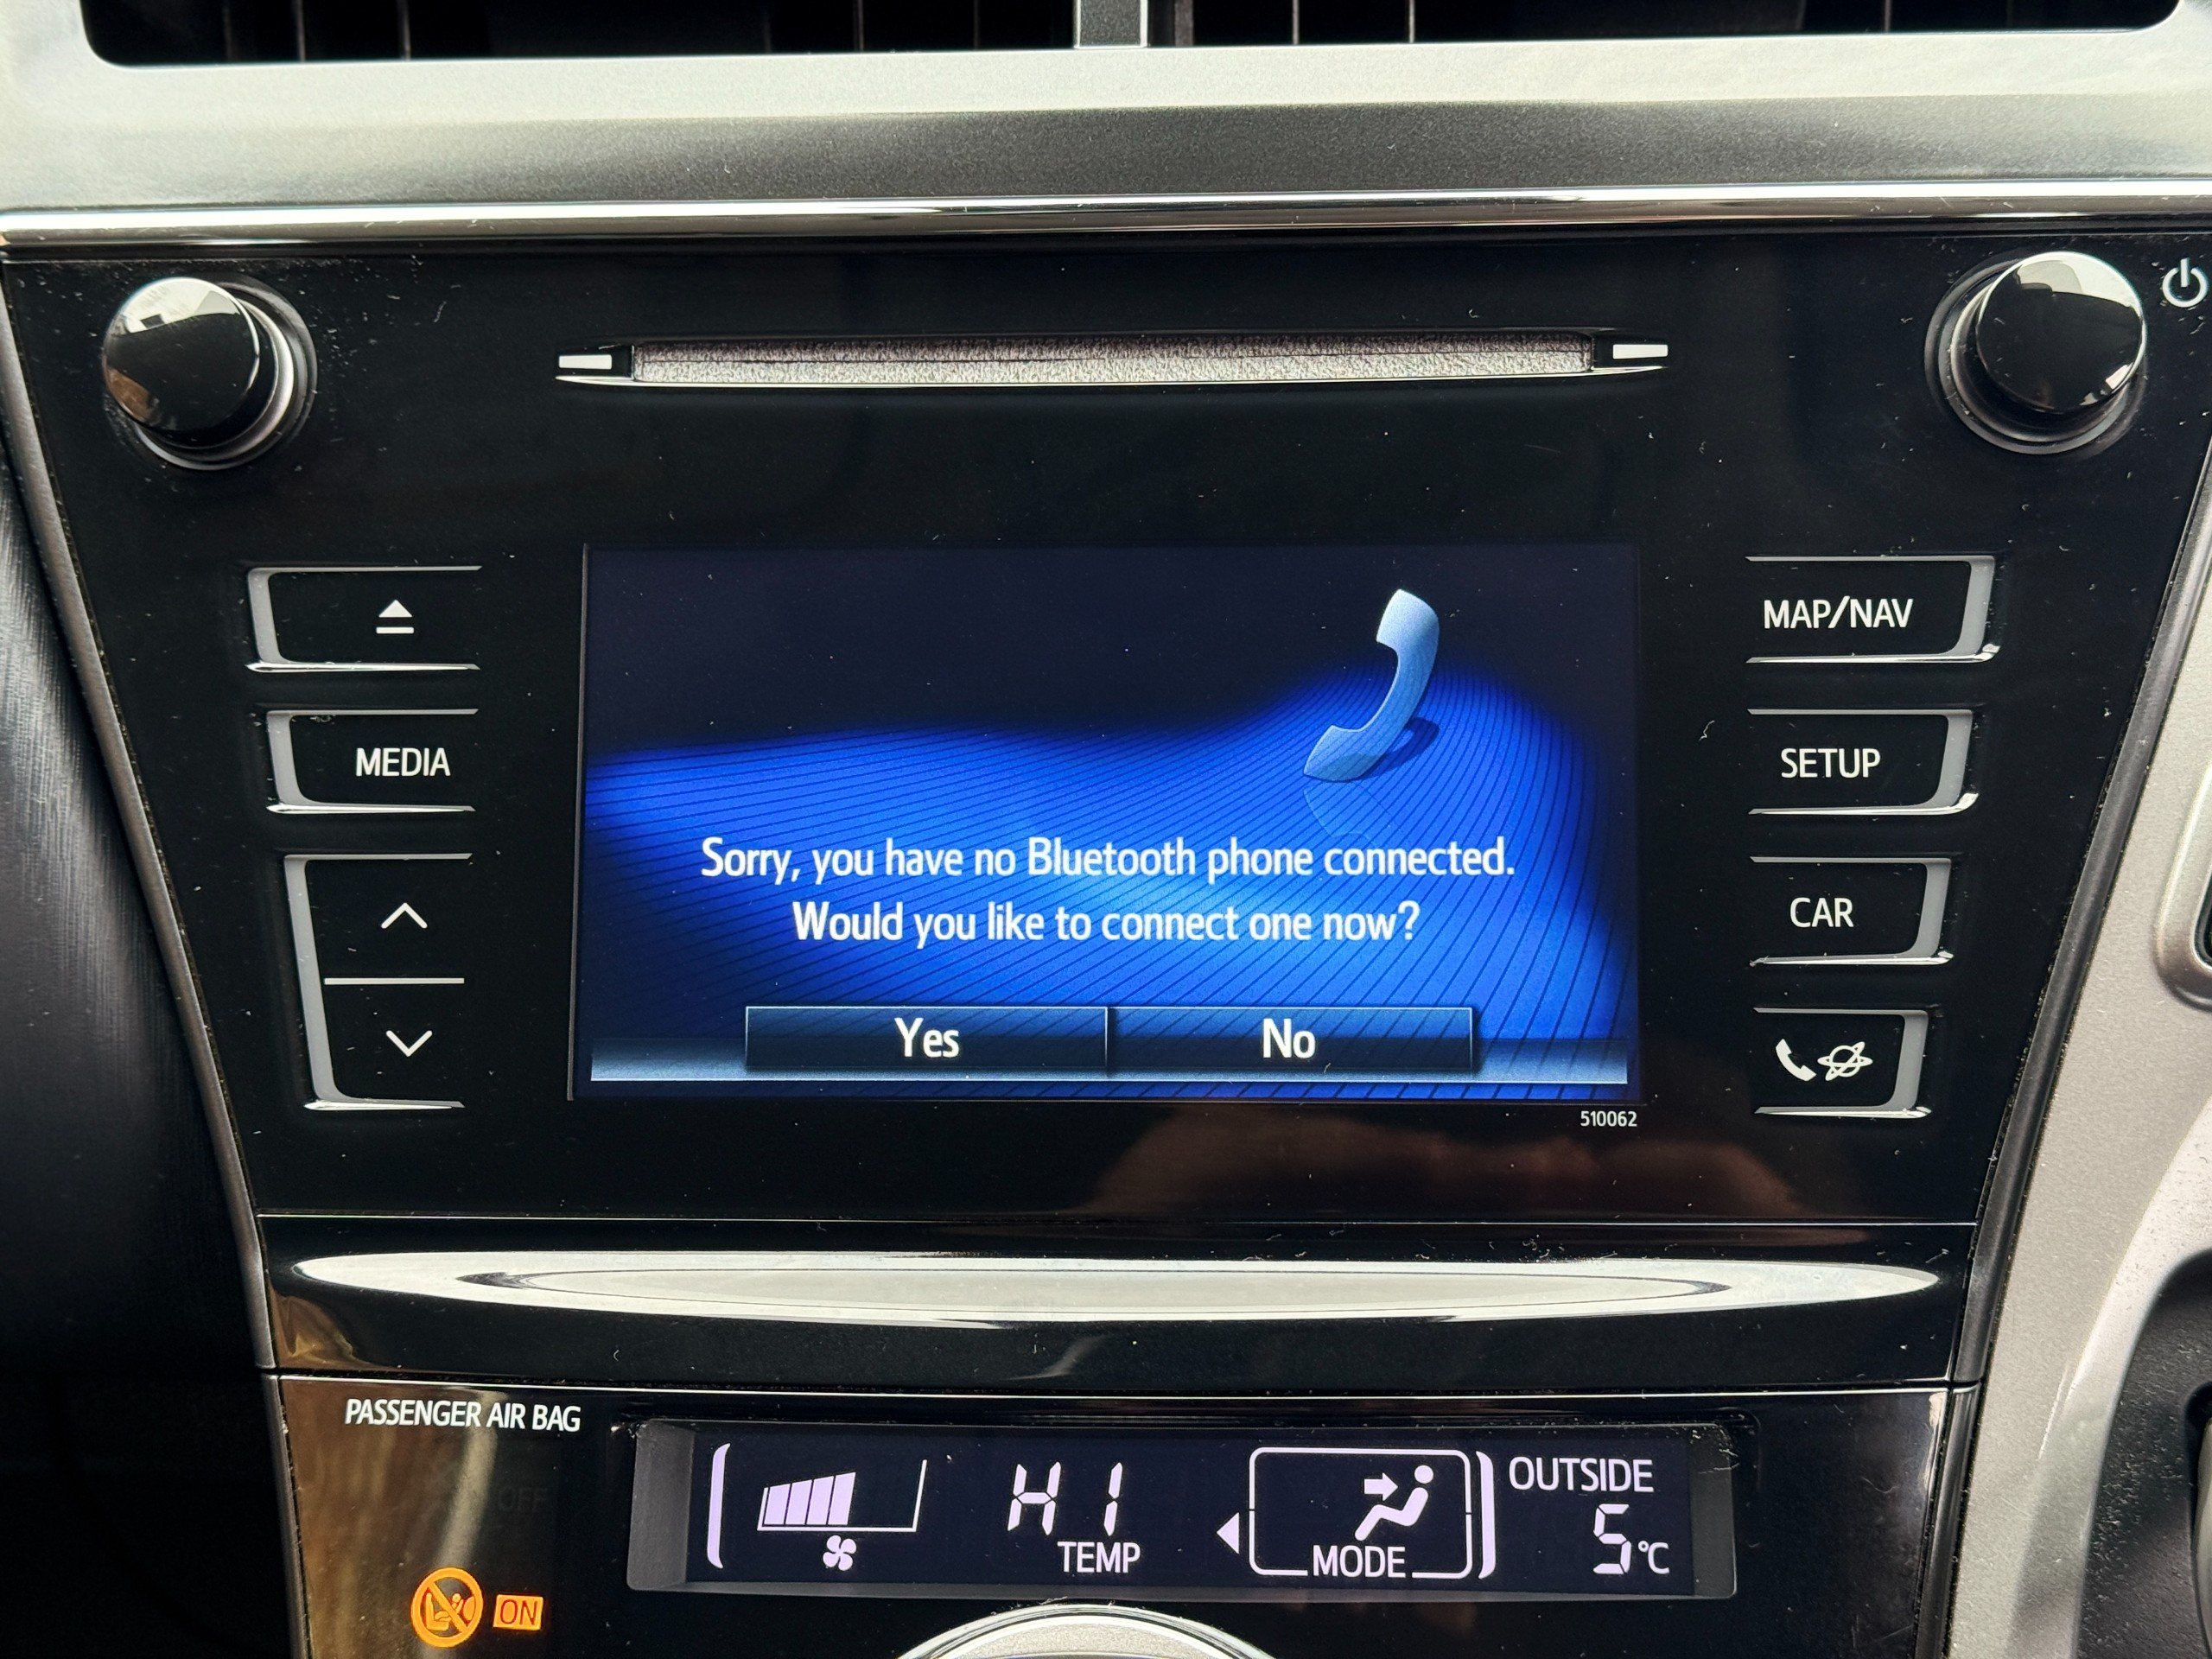 MAP/NAV
MEDIA
SETUP
CAR
Sorry, you have no Bluetooth phone connected.
Would you like to connect one now?
Yes
No
510062
PASSENGER AIR BAG
OFF
ON
HI
TEMP
MODE
OUTSIDE
5°C